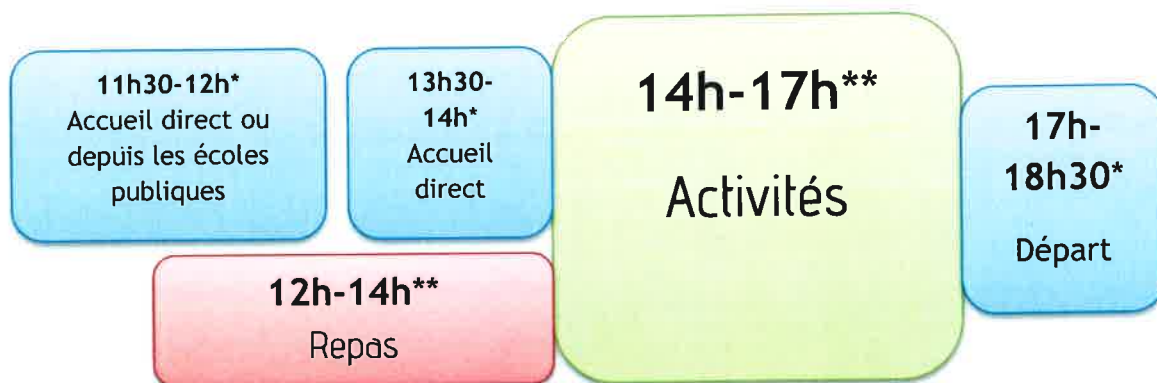 11h30-12h*
Accueil direct ou
depuis les écoles
publiques
13h30-
14h*
Accueil
direct
12h-14h**
Repas
14h-17h**
Activités
17h-
18h30*
Départ